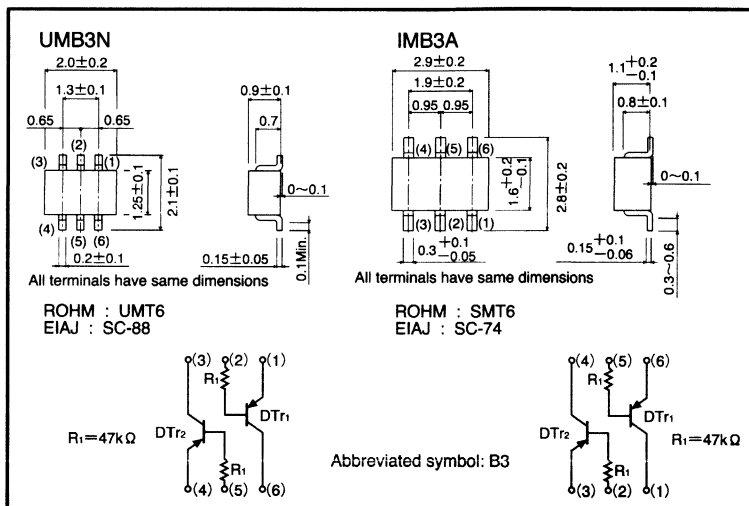 UMB3N
2.0±0.2
1.3±0.1
0.65
0.65
(2)
(3)
(1)
1.25±0.1
2.1±0.1
(4)
(5)
(6)
0.2±0.1
0.9±0.1
0.7
0~0.1
0.15±0.05
0.1Min.
All terminals have same dimensions
ROHM : UMT6
EIAJ : SC-88
IMB3A
2.9±0.2
1.9±0.2
0.95
0.95
(4)
(5)
(6)
1.6+0.2 -0.1
2.8±0.2
(3)
(2)
(1)
0.3+0.1 -0.05
1.1+0.2 -0.1
0.8±0.1
0~0.1
0.15+0.1 -0.06
0.3~0.6
All terminals have same dimensions
ROHM : SMT6
EIAJ : SC-74
(3)
(2)
(1)
R1
DTr1
DTr2
R1=47kΩ
R1
(4)
(5)
(6)
Abbreviated symbol: B3
(4)
(5)
(6)
R1
DTr1
DTr2
R1=47kΩ
R1
(3)
(2)
(1)